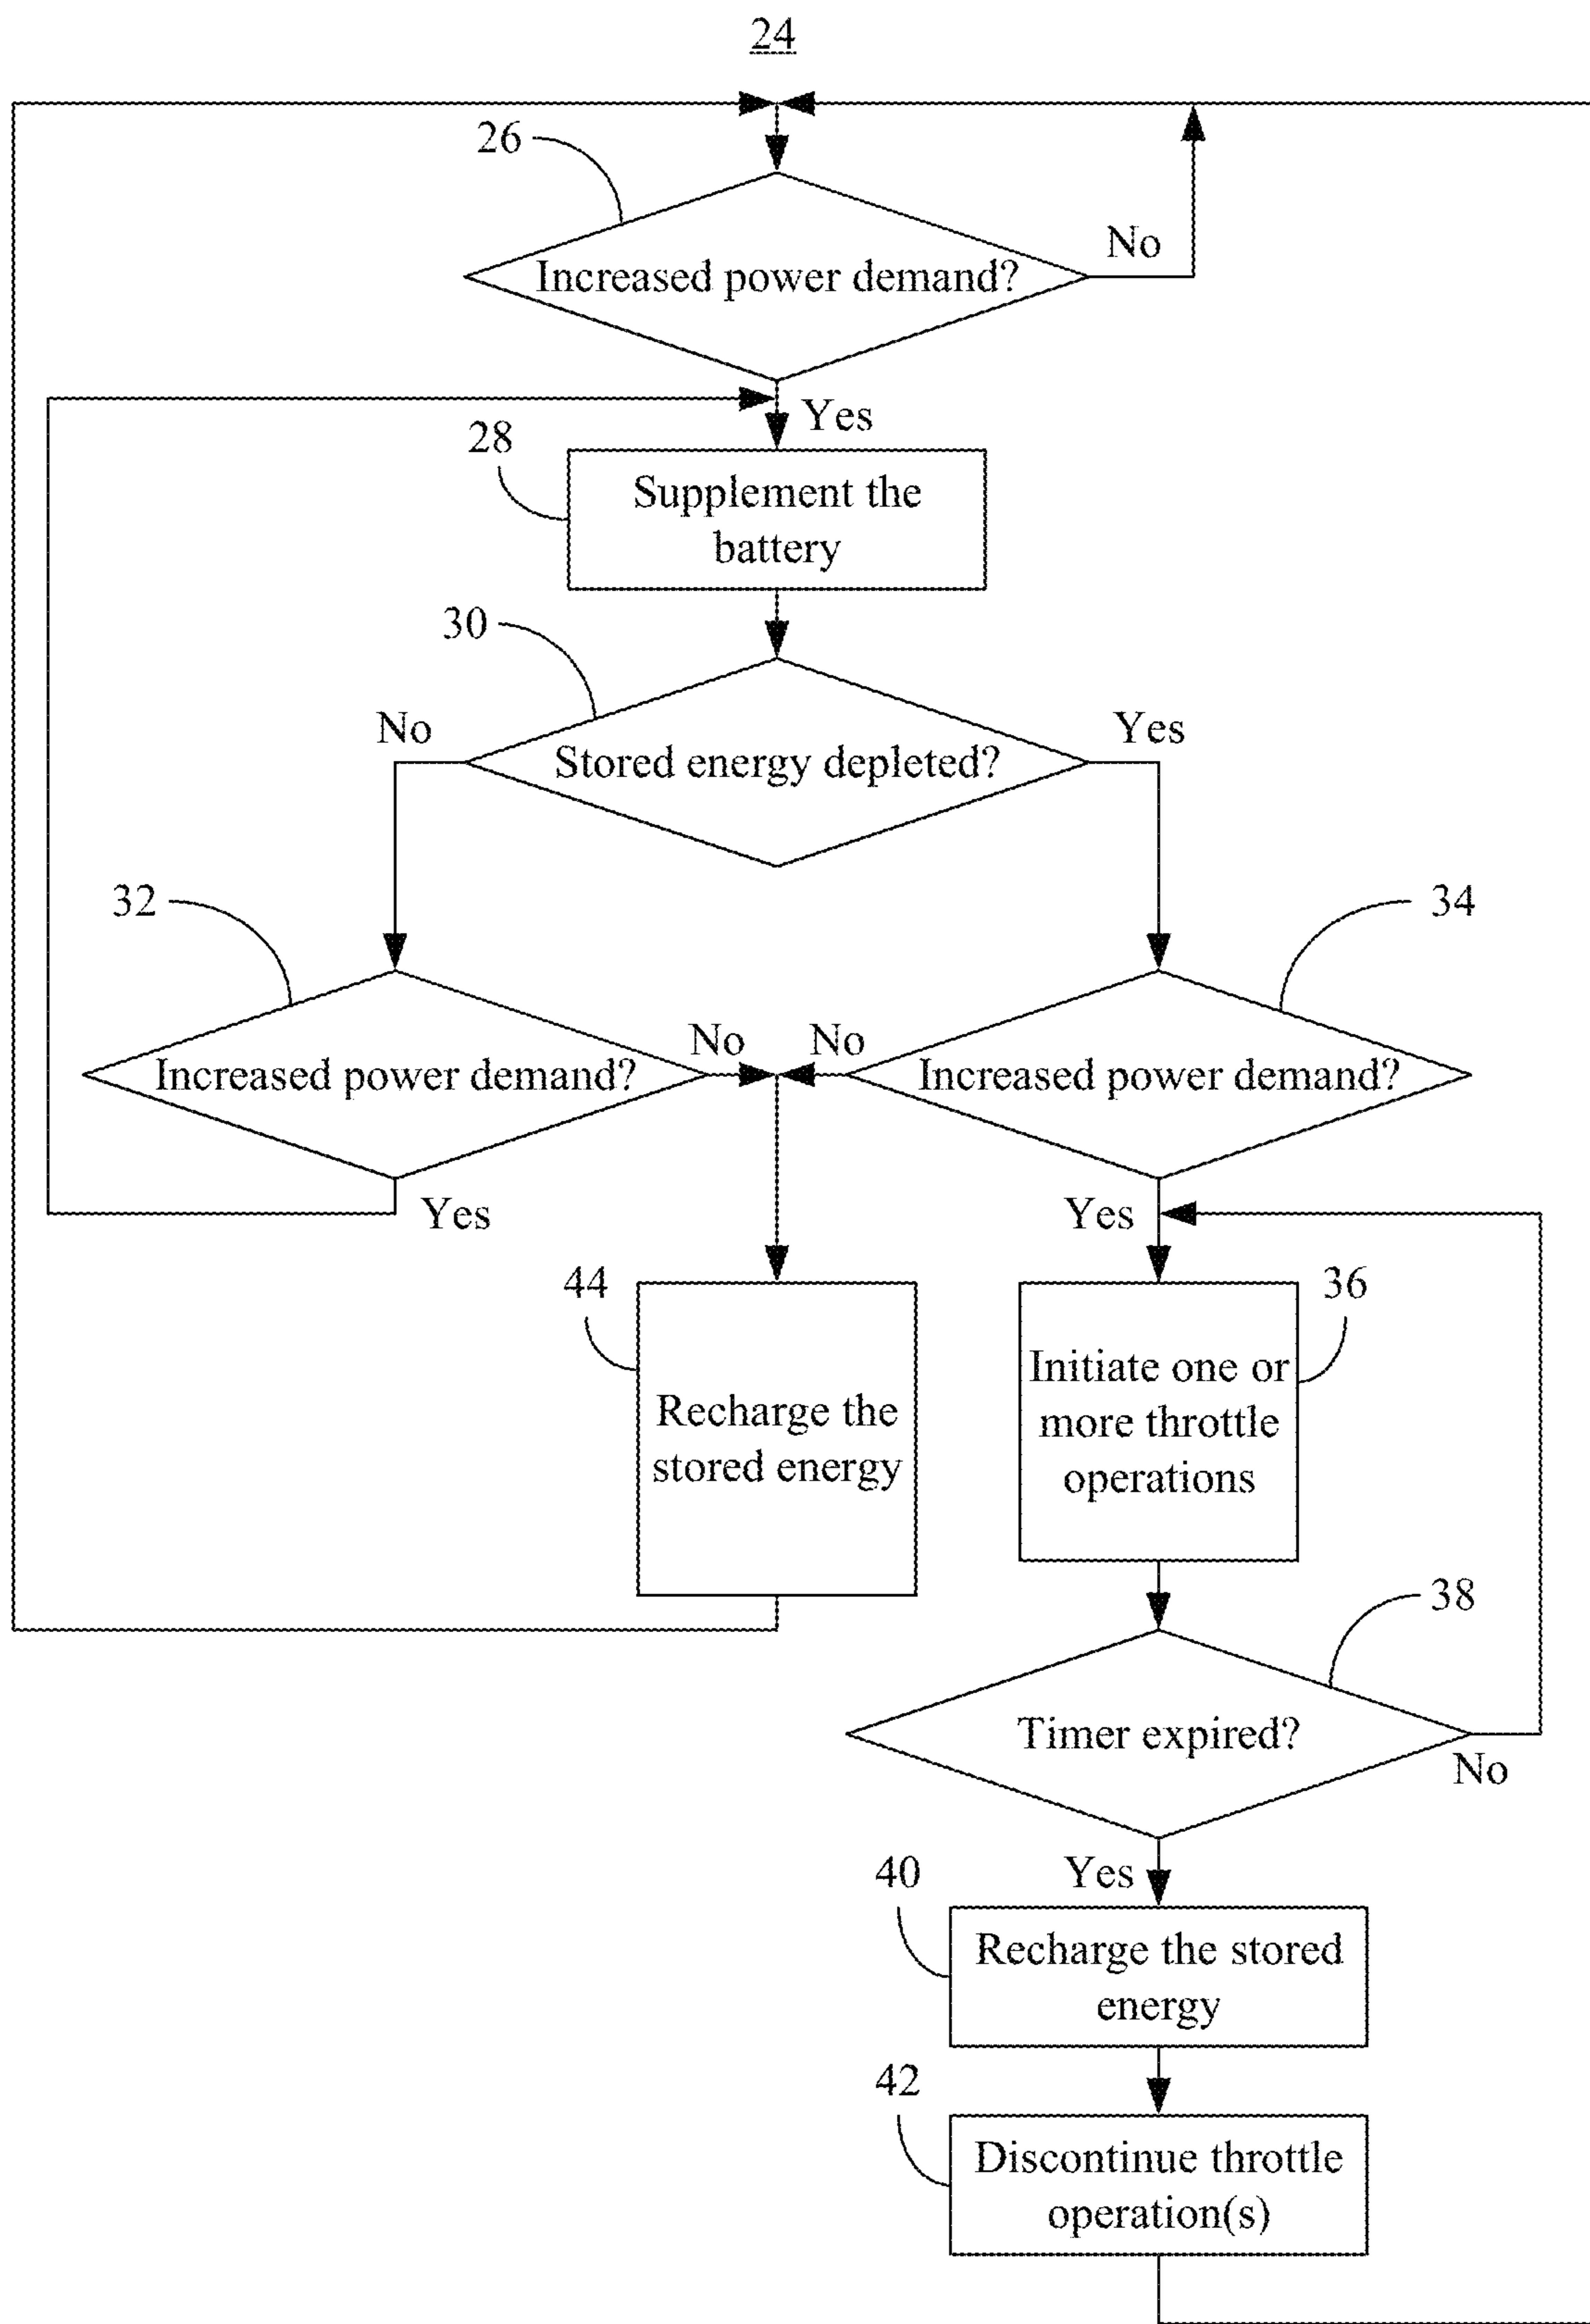 24
26
No
Increased power demand?
Yes
28
Supplement the
battery
30
No
Yes
Stored energy depleted?
32
34
No
No
Increased power demand?
Increased power demand?
Yes
Yes
44
36
Initiate one or
more throttle
operations
Recharge the
stored energy
38
Timer expired?
No
Yes
40
Recharge the stored
energy
42
Discontinue throttle
operation(s)